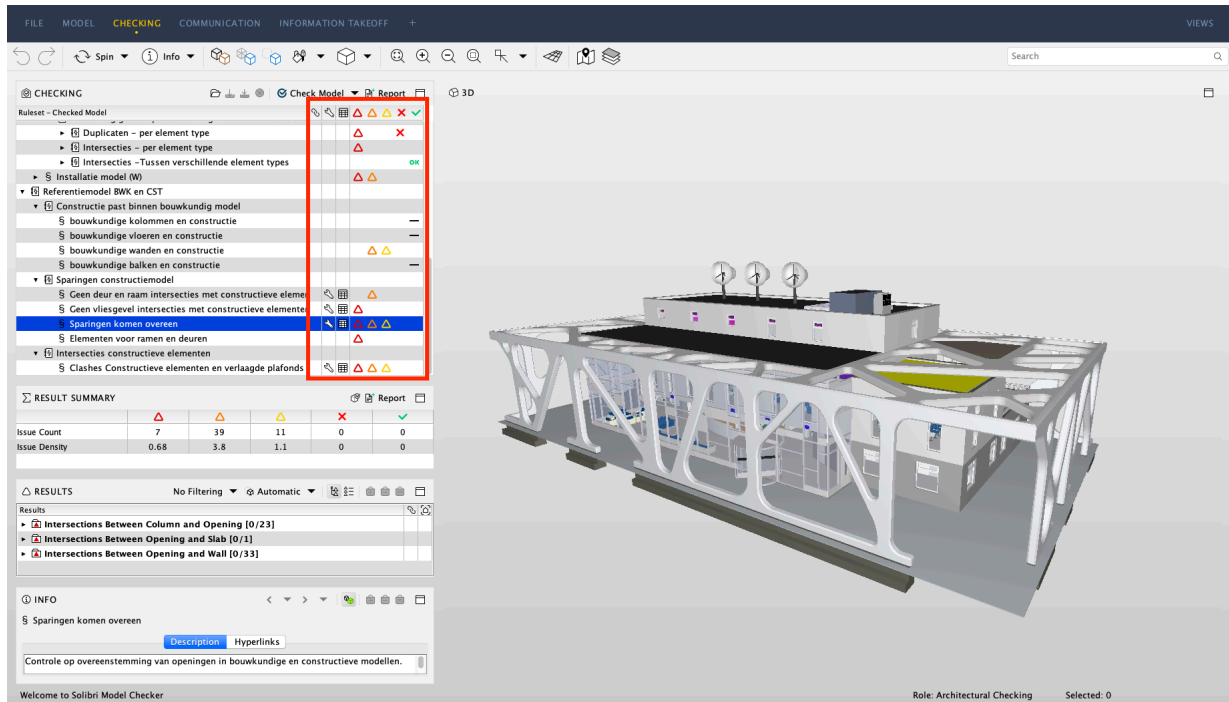 FILE MODEL CHECKING COMMUNICATION INFORMATION TAKEOFF + VIEWS
Spin Info Search
CHECKING Check Model Report 3D
Ruleset – Checked Model
Duplicaten – per element type
Intersecties – per element type
Intersecties –Tussen verschillende element types OK
§ Installatie model (W)
Referentiemodel BWK en CST
Constructie past binnen bouwkundig model
§ bouwkundige kolommen en constructie
§ bouwkundige vloeren en constructie
§ bouwkundige wanden en constructie
§ bouwkundige balken en constructie
Sparingen constructiemodel
§ Geen deur en raam intersecties met constructieve elemen
§ Geen vliesgevel intersecties met constructieve elementen
§ Sparingen komen overeen
§ Elementen voor ramen en deuren
Intersecties constructieve elementen
§ Clashes Constructieve elementen en verlaagde plafonds
RESULT SUMMARY Report
Issue Count 7 39 11 0 0
Issue Density 0.68 3.8 1.1 0 0
RESULTS No Filtering Automatic
Results
Intersections Between Column and Opening [0/23]
Intersections Between Opening and Slab [0/1]
Intersections Between Opening and Wall [0/33]
INFO
§ Sparingen komen overeen
Description Hyperlinks
Controle op overeenstemming van openingen in bouwkundige en constructieve modellen.
Welcome to Solibri Model Checker Role: Architectural Checking Selected: 0